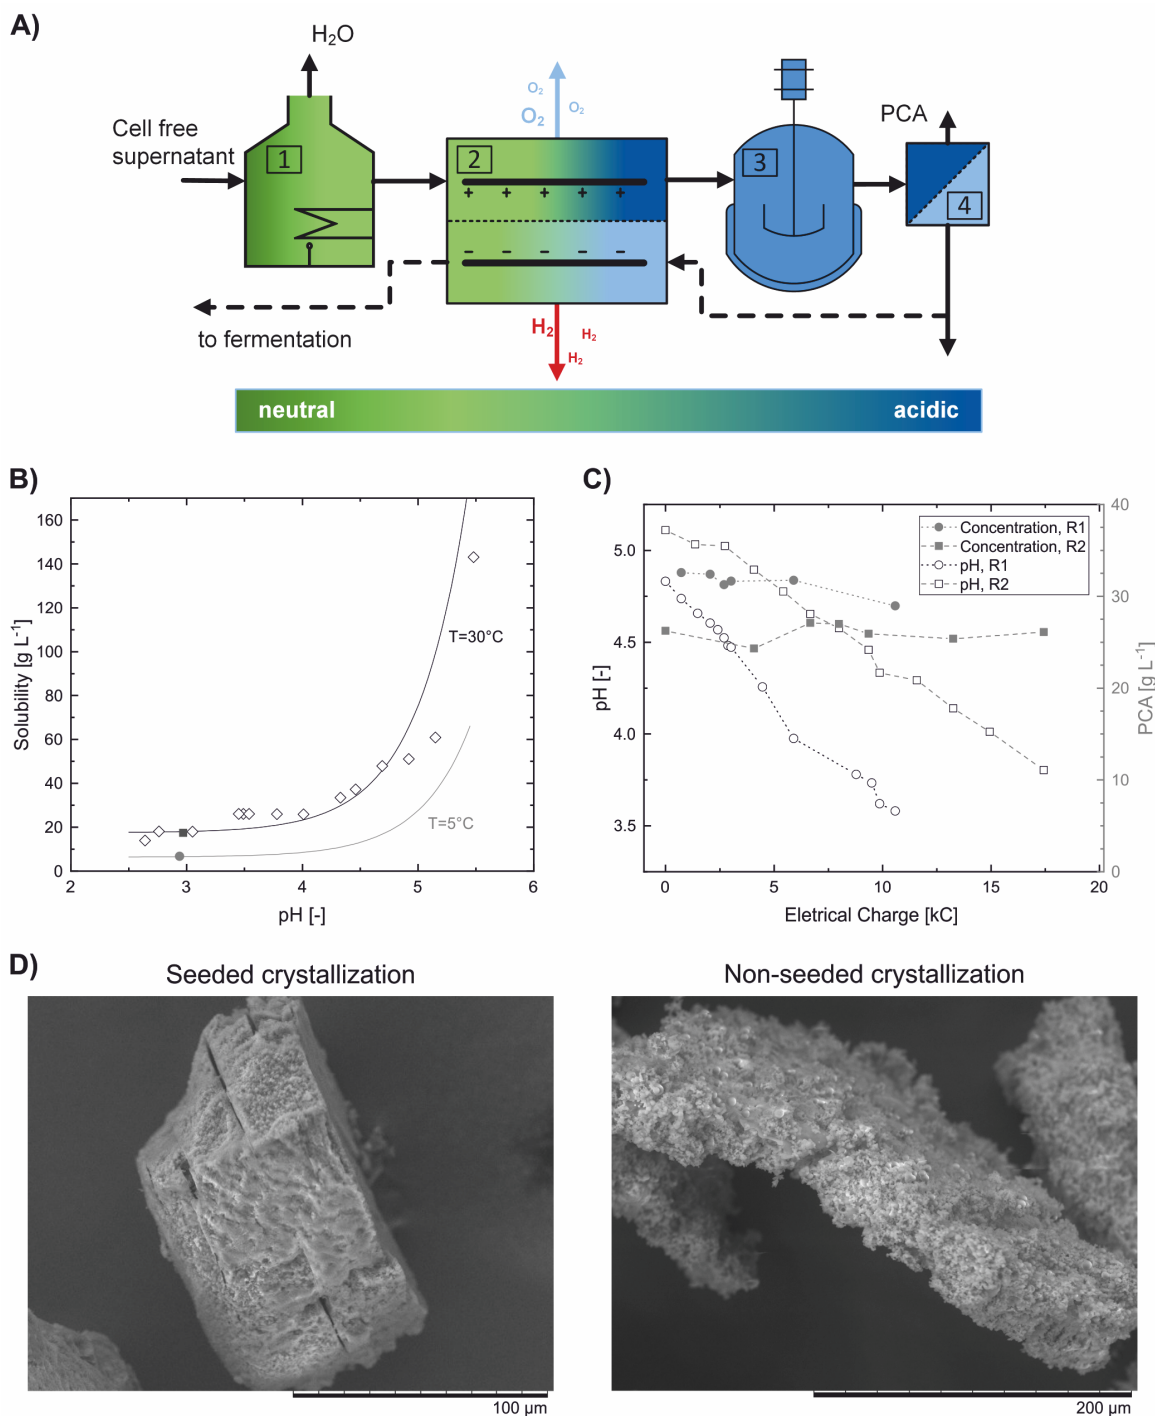 A)
H2O
Cell free
supernatant
1
O2
O2
O2
2
+ + + + +
- - - - -
3
PCA
4
to fermentation
H2
H2
H2
neutral
acidic
B)
Solubility [g L-1]
160
140
120
100
80
60
40
20
0
T=30°C
T=5°C
2 3 4 5 6
pH [-]
C)
pH [-]
5.0
4.5
4.0
3.5
Concentration, R1
Concentration, R2
pH, R1
pH, R2
40
30
20
10
0
PCA [g L-1]
0 5 10 15 20
Eletrical Charge [kC]
D)
Seeded crystallization
Non-seeded crystallization
100 µm
200 µm